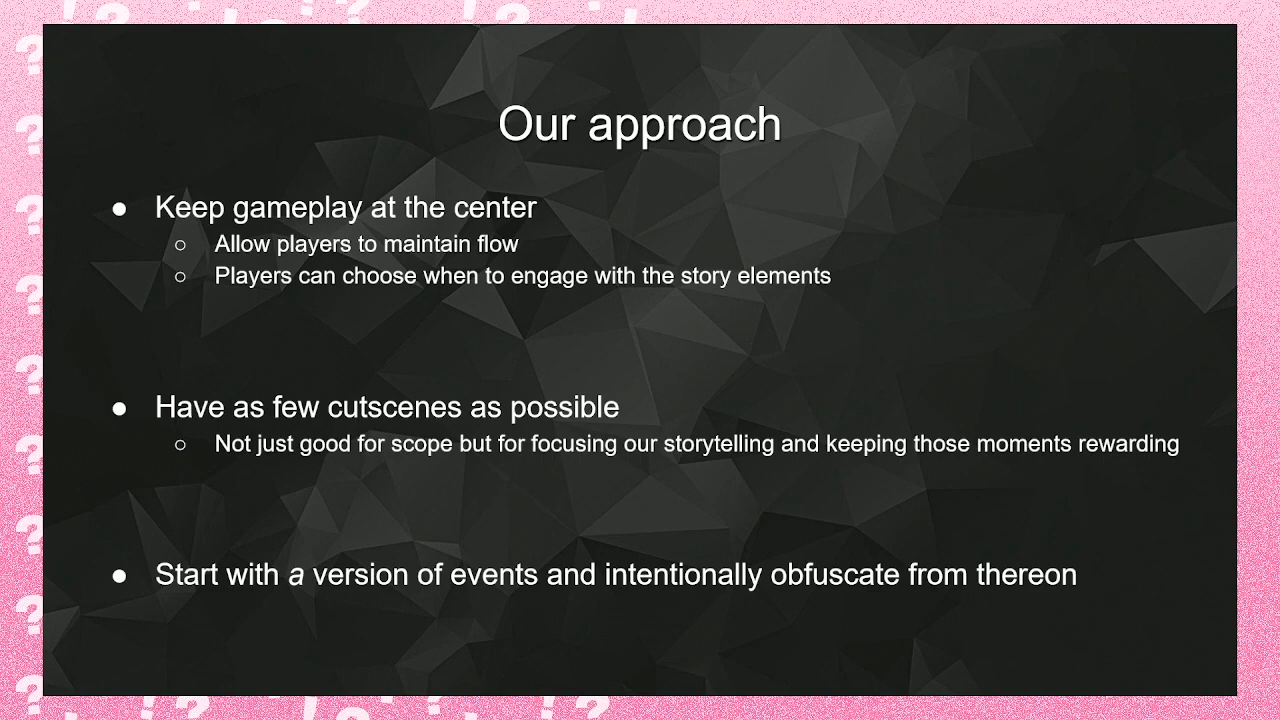 Our approach
● Keep gameplay at the center
○ Allow players to maintain flow
○ Players can choose when to engage with the story elements
● Have as few cutscenes as possible
○ Not just good for scope but for focusing our storytelling and keeping those moments rewarding
● Start with a version of events and intentionally obfuscate from thereon